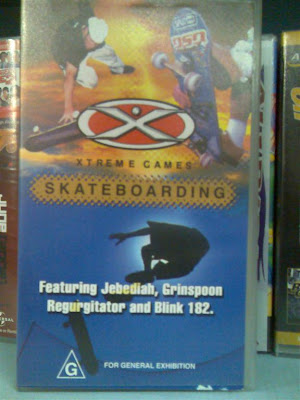 XTREME GAMES
SKATEBOARDING
Featuring Jebediah, Grinspoon
Regurgitator and Blink 182.
G
FOR GENERAL EXHIBITION